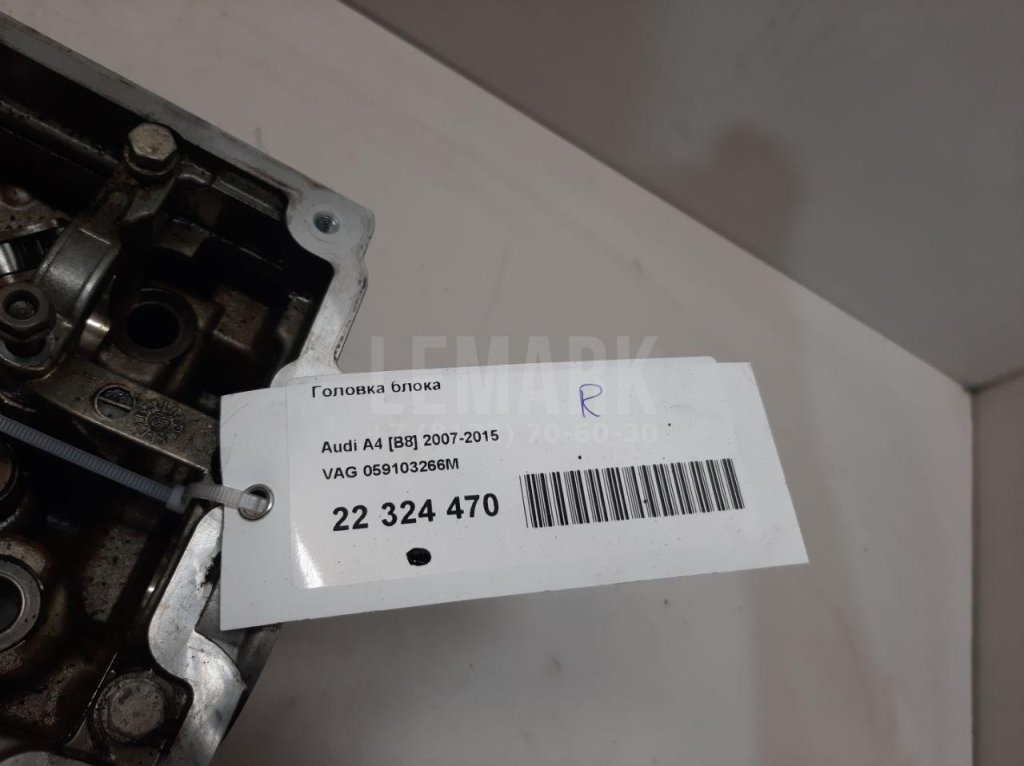 LEMARK
Головка блока
R
70-60-30
Audi A4 [B8] 2007-2015
VAG 059103266M
22 324 470